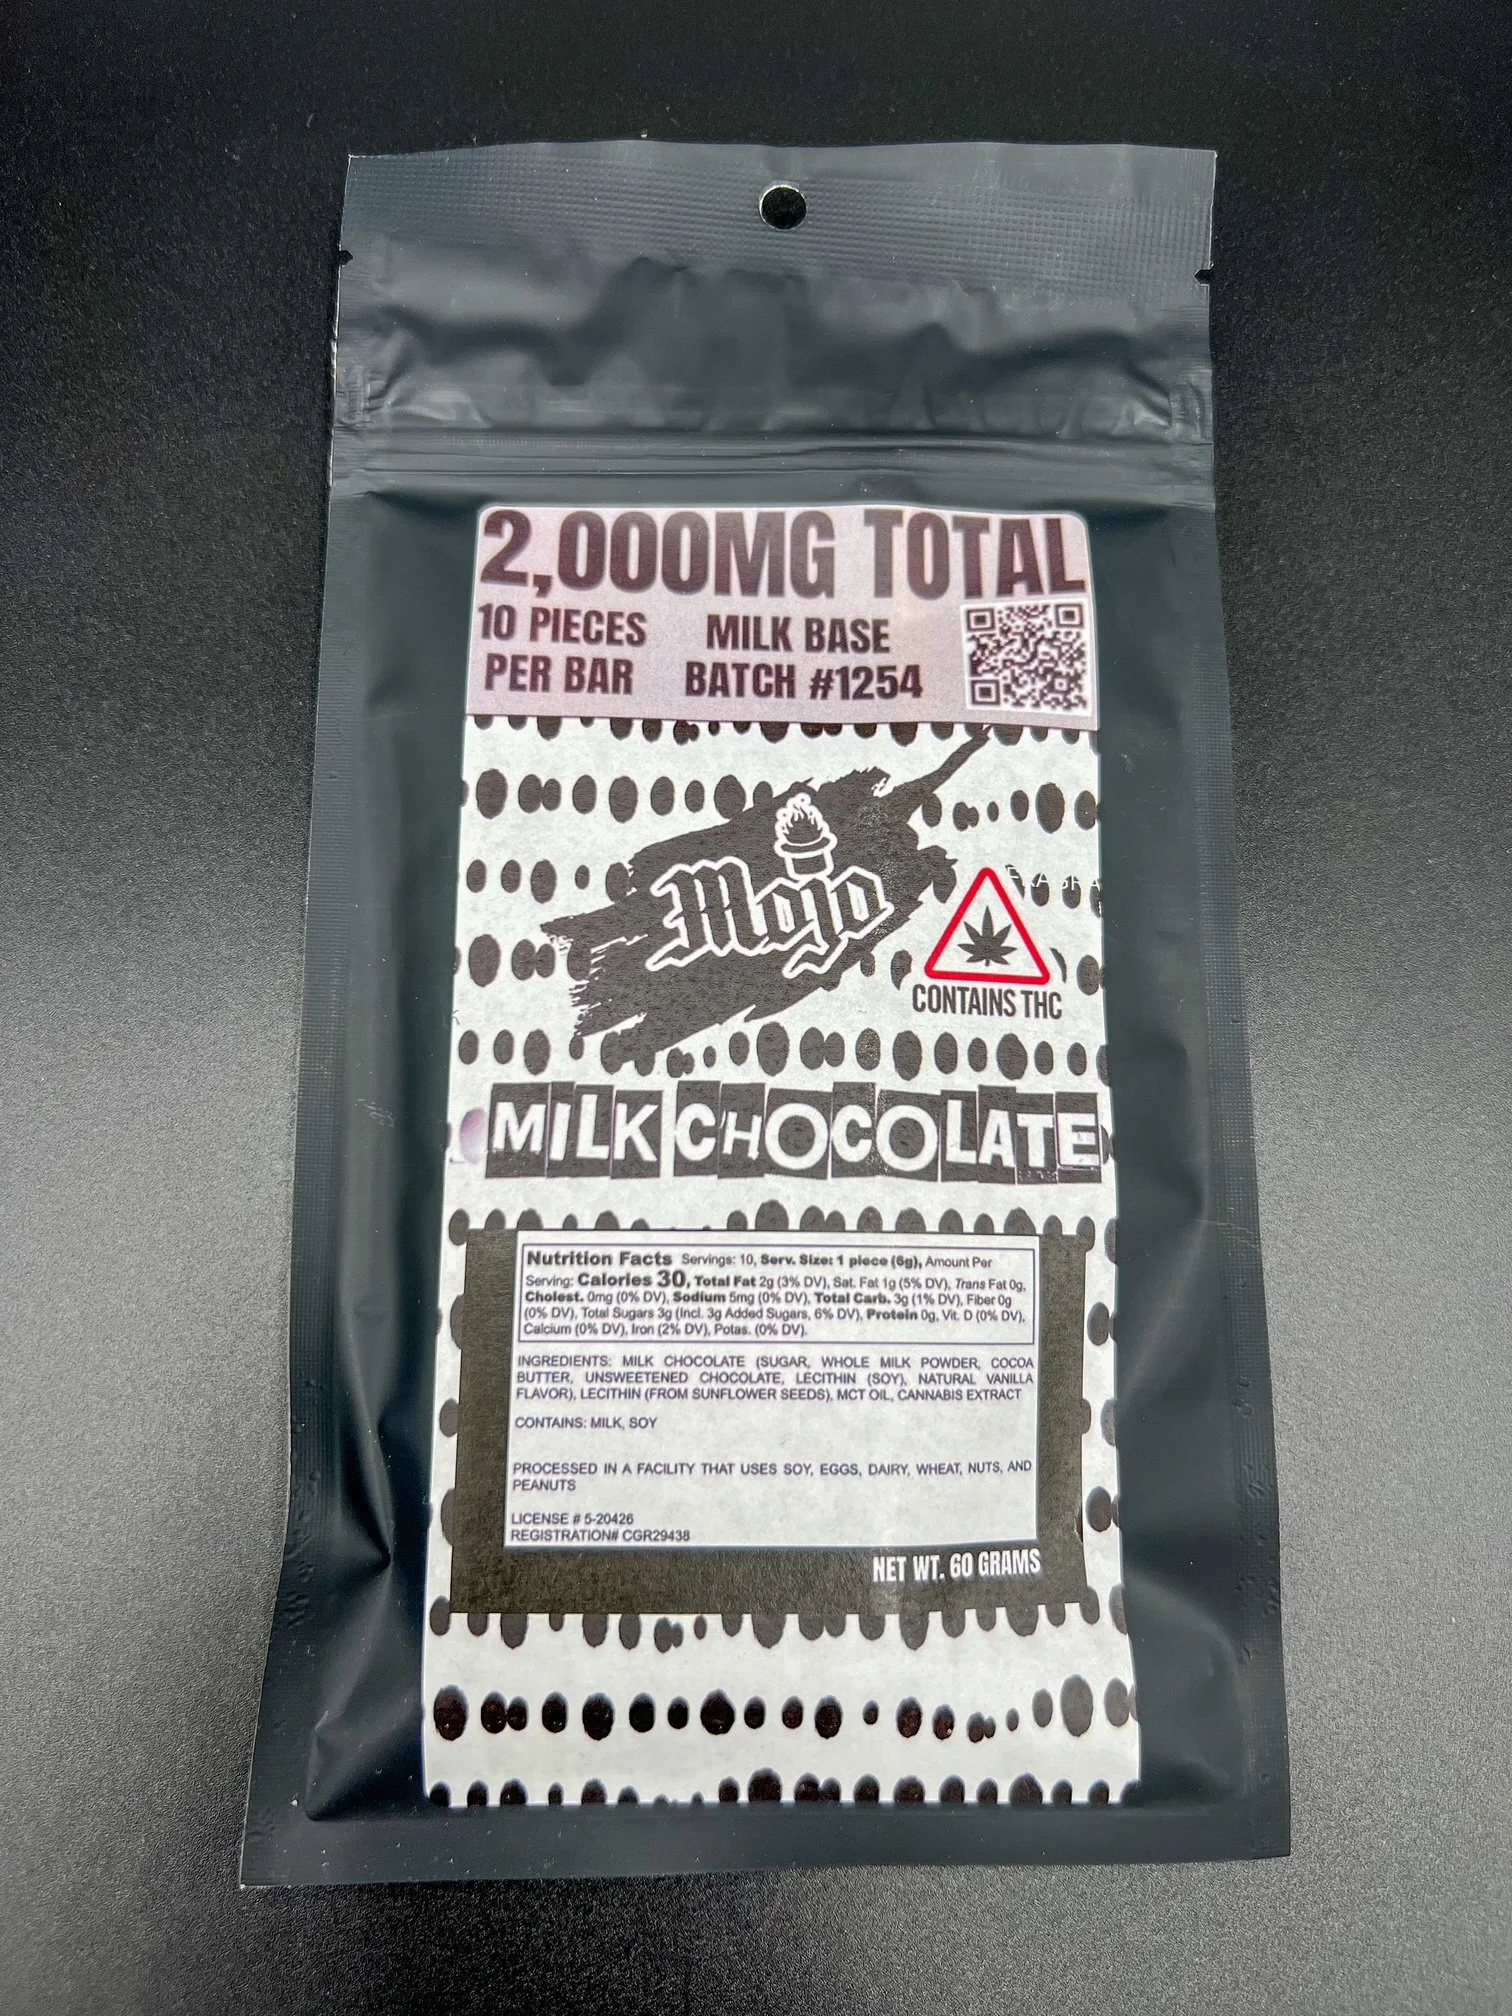 2,000MG TOTAL
10 PIECES
PER BAR
MILK BASE
BATCH #1254
Mojo
CONTAINS THC
MILK CHOCOLATE
Nutrition Facts Servings: 10, Serv. Size: 1 piece (6g), Amount Per
Serving: Calories 30, Total Fat 2g (3% DV), Sat. Fat 1g (5% DV), Trans Fat 0g,
Cholest. 0mg (0% DV), Sodium 5mg (0% DV), Total Carb. 3g (1% DV), Fiber 0g
(0% DV), Total Sugars 3g (Incl. 3g Added Sugars, 6% DV), Protein 0g, Vit. D (0% DV),
Calcium (0% DV), Iron (2% DV), Potas. (0% DV).
INGREDIENTS: MILK CHOCOLATE (SUGAR, WHOLE MILK POWDER, COCOA
BUTTER, UNSWEETENED CHOCOLATE, LECITHIN (SOY), NATURAL VANILLA
FLAVOR), LECITHIN (FROM SUNFLOWER SEEDS), MCT OIL, CANNABIS EXTRACT
CONTAINS: MILK, SOY
PROCESSED IN A FACILITY THAT USES SOY, EGGS, DAIRY, WHEAT, NUTS, AND
PEANUTS
LICENSE # 5-20426
REGISTRATION# CGR29438
NET WT. 60 GRAMS